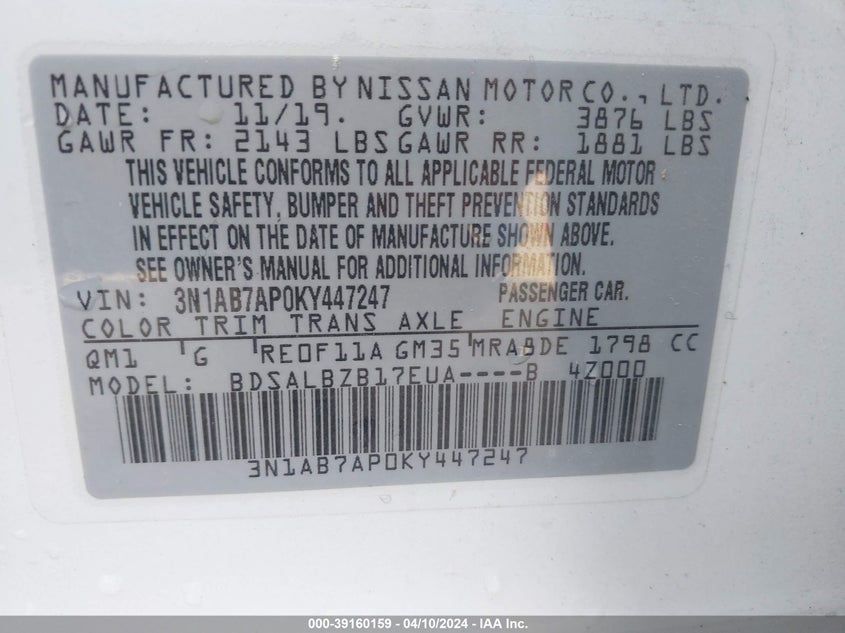 MANUFACTURED BY NISSAN MOTOR CO., LTD.
DATE: 11/19. GVWR: 3876 LBS
GAWR FR: 2143 LBS GAWR RR: 1881 LBS
THIS VEHICLE CONFORMS TO ALL APPLICABLE FEDERAL MOTOR
VEHICLE SAFETY, BUMPER AND THEFT PREVENTION STANDARDS
IN EFFECT ON THE DATE OF MANUFACTURE SHOWN ABOVE.
SEE OWNER'S MANUAL FOR ADDITIONAL INFORMATION.
VIN: 3N1AB7AP0KY447247 PASSENGER CAR.
COLOR TRIM TRANS AXLE ENGINE
QM1 G RE0F11A GM35 MRA8DE 1798 CC
MODEL: BDSALBZB17EUA----B 4Z000
3N1AB7AP0KY447247
000-39160159 - 04/10/2024 - IAA Inc.